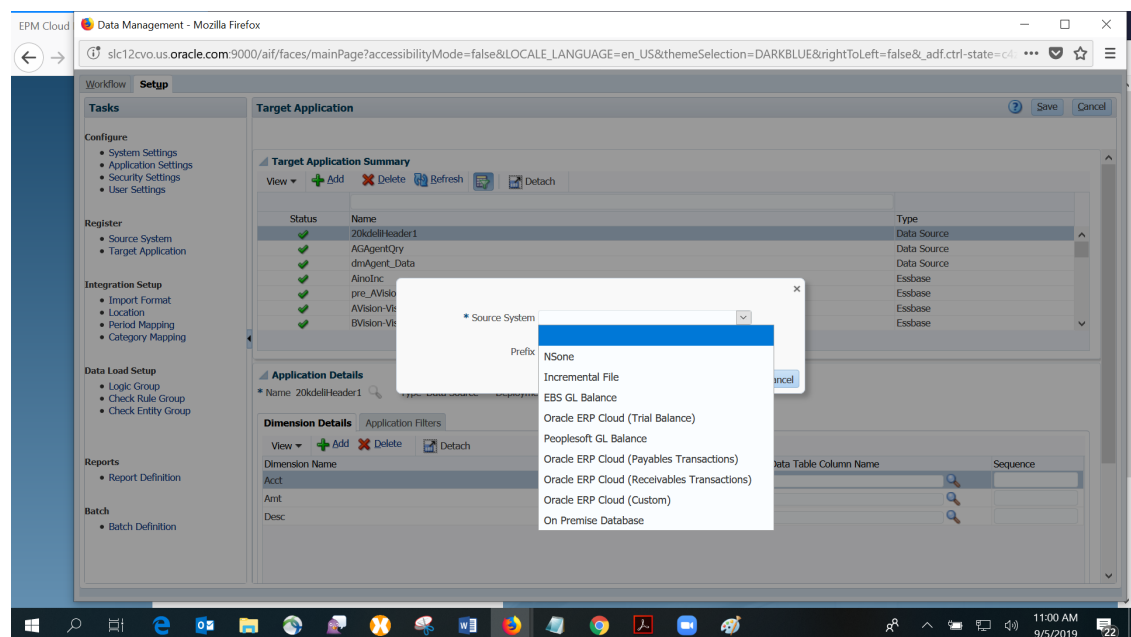 EPM Cloud
Data Management - Mozilla Firefox
slc12cvo.us.oracle.com:9000/aif/faces/mainPage?accessibilityMode=false&LOCALE_LANGUAGE=en_US&themeSelection=DARKBLUE&rightToLeft=false&_adf.ctrl-state=c4
Workflow Setup
Tasks
Configure
System Settings
Application Settings
Security Settings
User Settings
Register
Source System
Target Application
Integration Setup
Import Format
Location
Period Mapping
Category Mapping
Data Load Setup
Logic Group
Check Rule Group
Check Entity Group
Reports
Report Definition
Batch
Batch Definition
Target Application
Save Cancel
Target Application Summary
View Add Delete Refresh Detach
Status Name Type
20kdeliHeader1 Data Source
AGAgentQry Data Source
dmAgent_Data Data Source
AinoInc Essbase
pre_AVisio Essbase
AVision-Vis Essbase
BVision-Vis Essbase
* Source System
Prefix
ancel
NSone
Incremental File
EBS GL Balance
Oracle ERP Cloud (Trial Balance)
Peoplesoft GL Balance
Oracle ERP Cloud (Payables Transactions)
Oracle ERP Cloud (Receivables Transactions)
Oracle ERP Cloud (Custom)
On Premise Database
Application Details
* Name 20kdeliHeader1 Type Data Source Deployme
Dimension Details Application Filters
View Add Delete Detach
Dimension Name Data Table Column Name Sequence
Acct
Amt
Desc
11:00 AM
9/5/2019
22